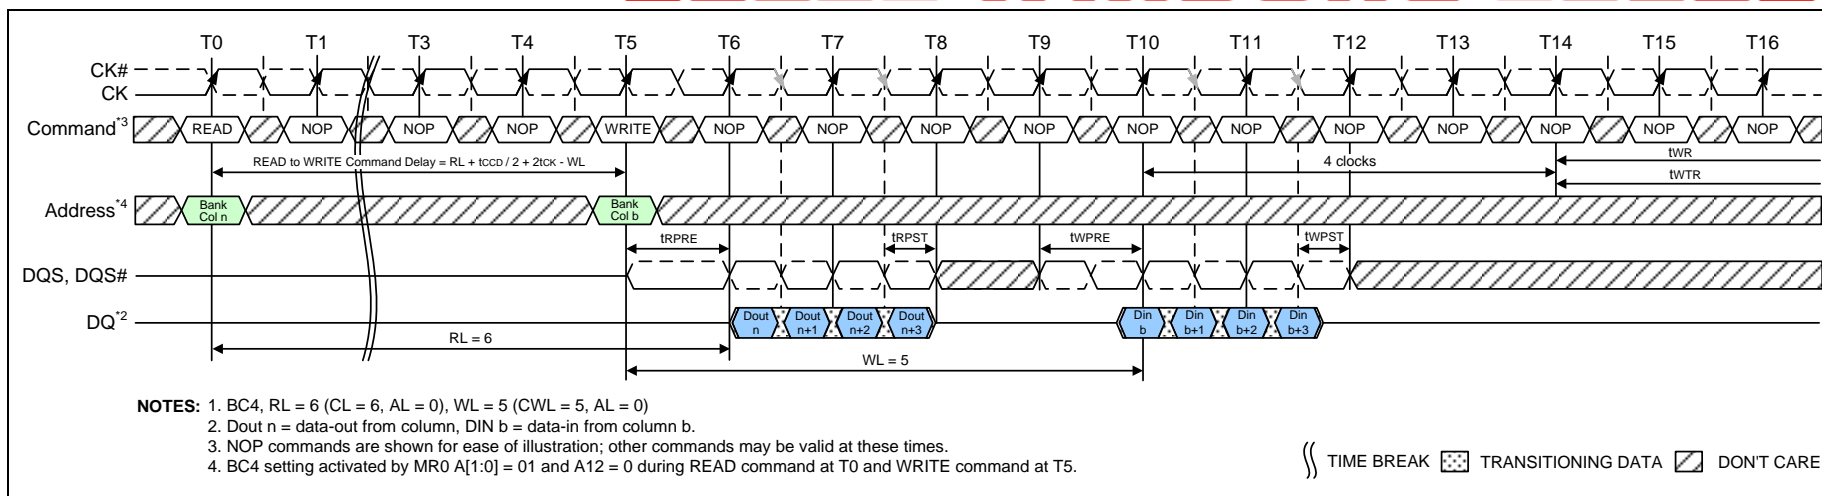 T0 T1 T3 T4 T5 T6 T7 T8 T9 T10 T11 T12 T13 T14 T15 T16
CK#
CK
Command*3 READ NOP NOP NOP WRITE NOP NOP NOP NOP NOP NOP NOP NOP NOP NOP NOP
READ to WRITE Command Delay = RL + tCCD / 2 + 2tCK - WL
4 clocks
tWR
tWTR
Address*4 Bank Col n Bank Col b
tRPRE tRPST tWPRE tWPST
DQS, DQS#
DQ*2 Dout n Dout n+1 Dout n+2 Dout n+3 Din b Din b+1 Din b+2 Din b+3
RL = 6
WL = 5
NOTES: 1. BC4, RL = 6 (CL = 6, AL = 0), WL = 5 (CWL = 5, AL = 0)
2. Dout n = data-out from column, DIN b = data-in from column b.
3. NOP commands are shown for ease of illustration; other commands may be valid at these times.
4. BC4 setting activated by MR0 A[1:0] = 01 and A12 = 0 during READ command at T0 and WRITE command at T5.
TIME BREAK TRANSITIONING DATA DON'T CARE